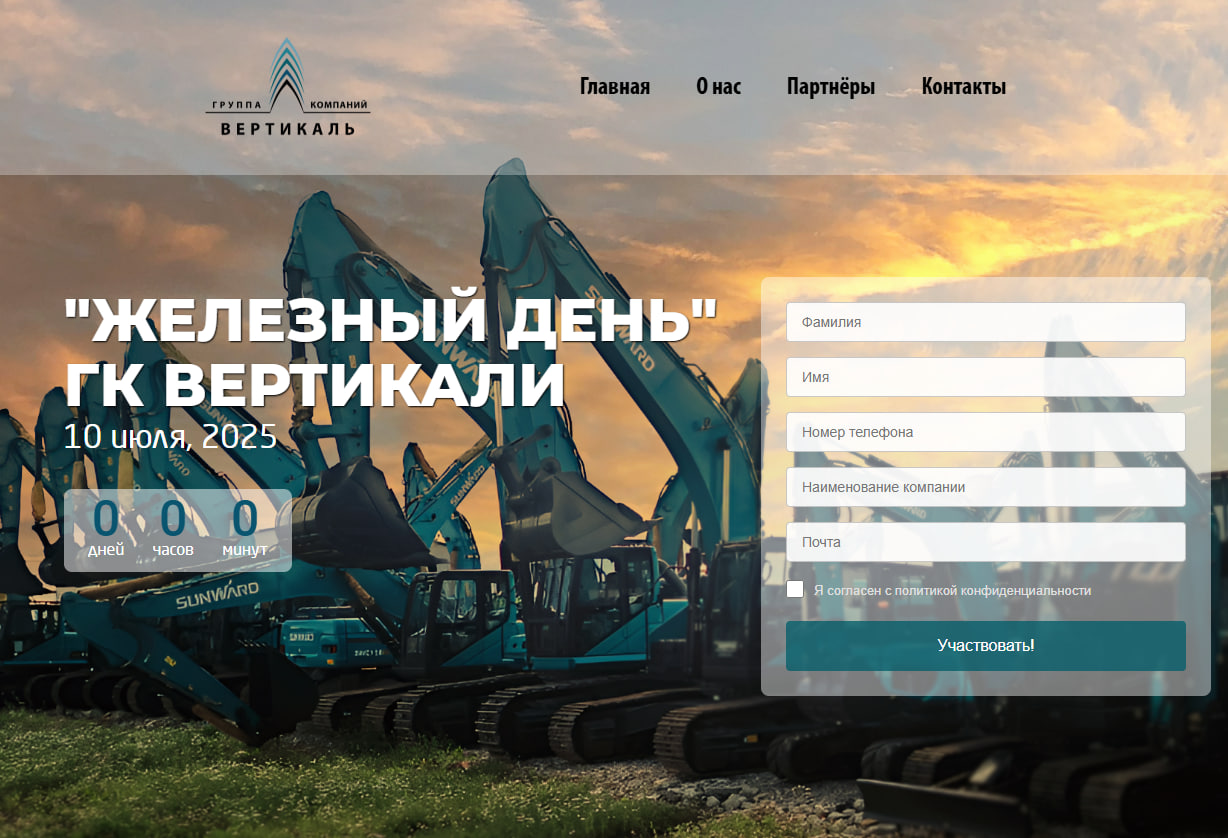 ГРУППА КОМПАНИЙ
ВЕРТИКАЛЬ
Главная О нас Партнёры Контакты
"ЖЕЛЕЗНЫЙ ДЕНЬ"
ГК ВЕРТИКАЛИ
10 июля, 2025
0 0 0
дней часов минут
Фамилия
Имя
Номер телефона
Наименование компании
Почта
Я согласен с политикой конфиденциальности
Участвовать!
SUNWARD
SUNWARD
SUNWARD
SUNWARD
SUNWARD